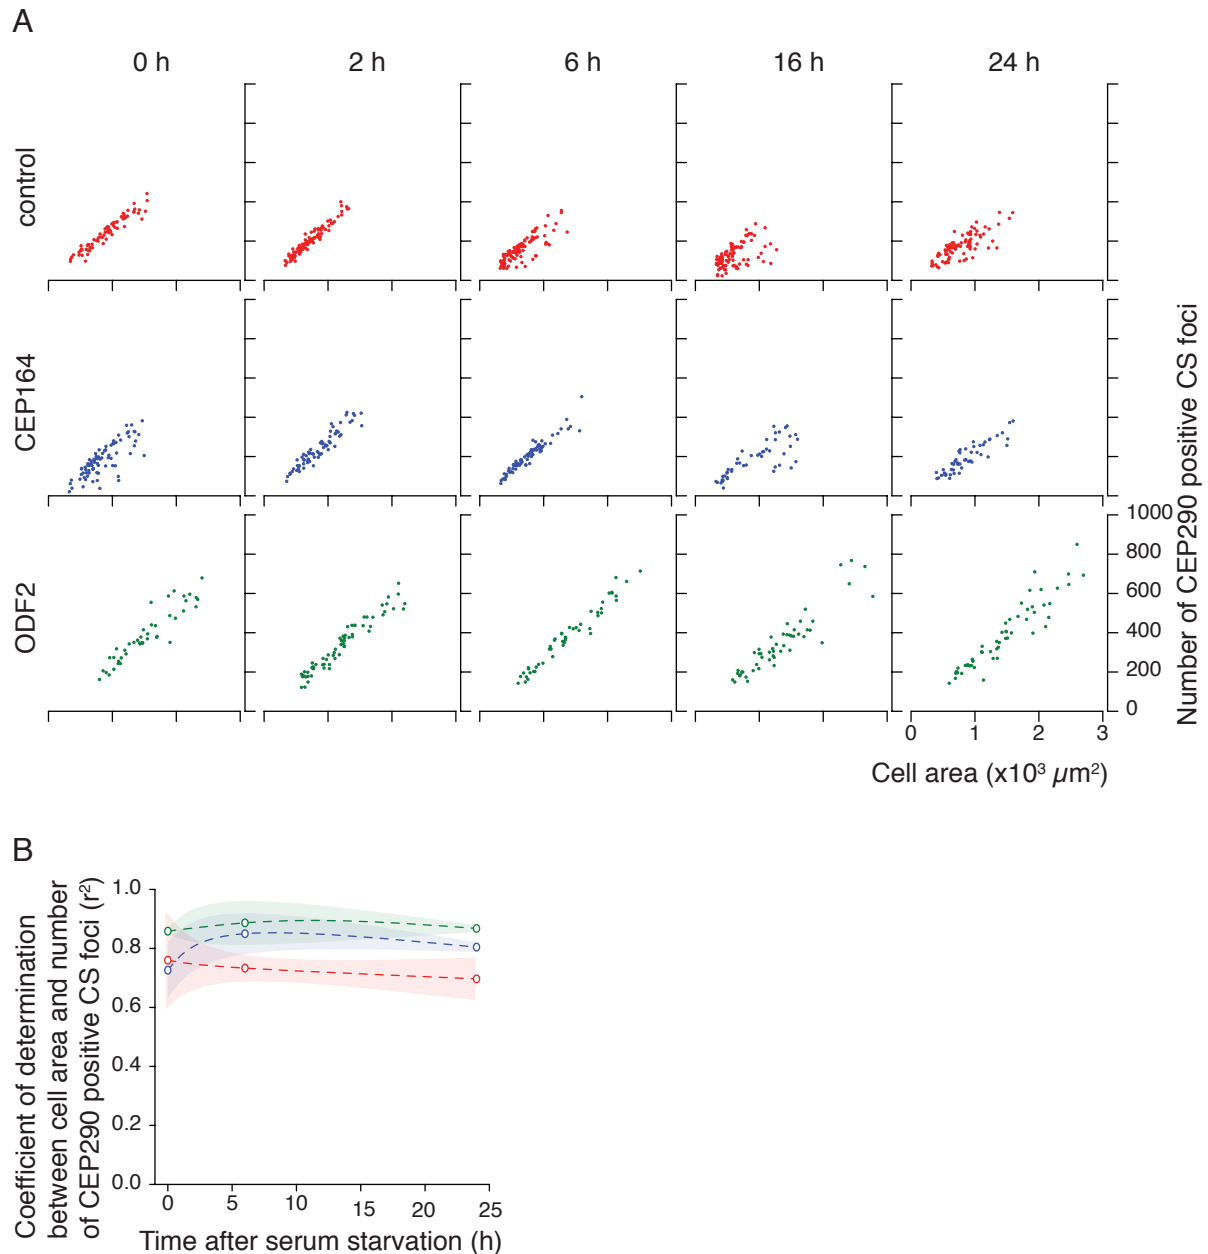 A
0 h
2 h
6 h
16 h
24 h
control
CEP164
ODF2
1000
800
600
400
200
0
Number of CEP290 positive CS foci
0
1
2
3
Cell area (x10³ µm²)
B
Coefficient of determination
between cell area and number
of CEP290 positive CS foci (r²)
1.0
0.8
0.6
0.4
0.2
0.0
0
5
10
15
20
25
Time after serum starvation (h)